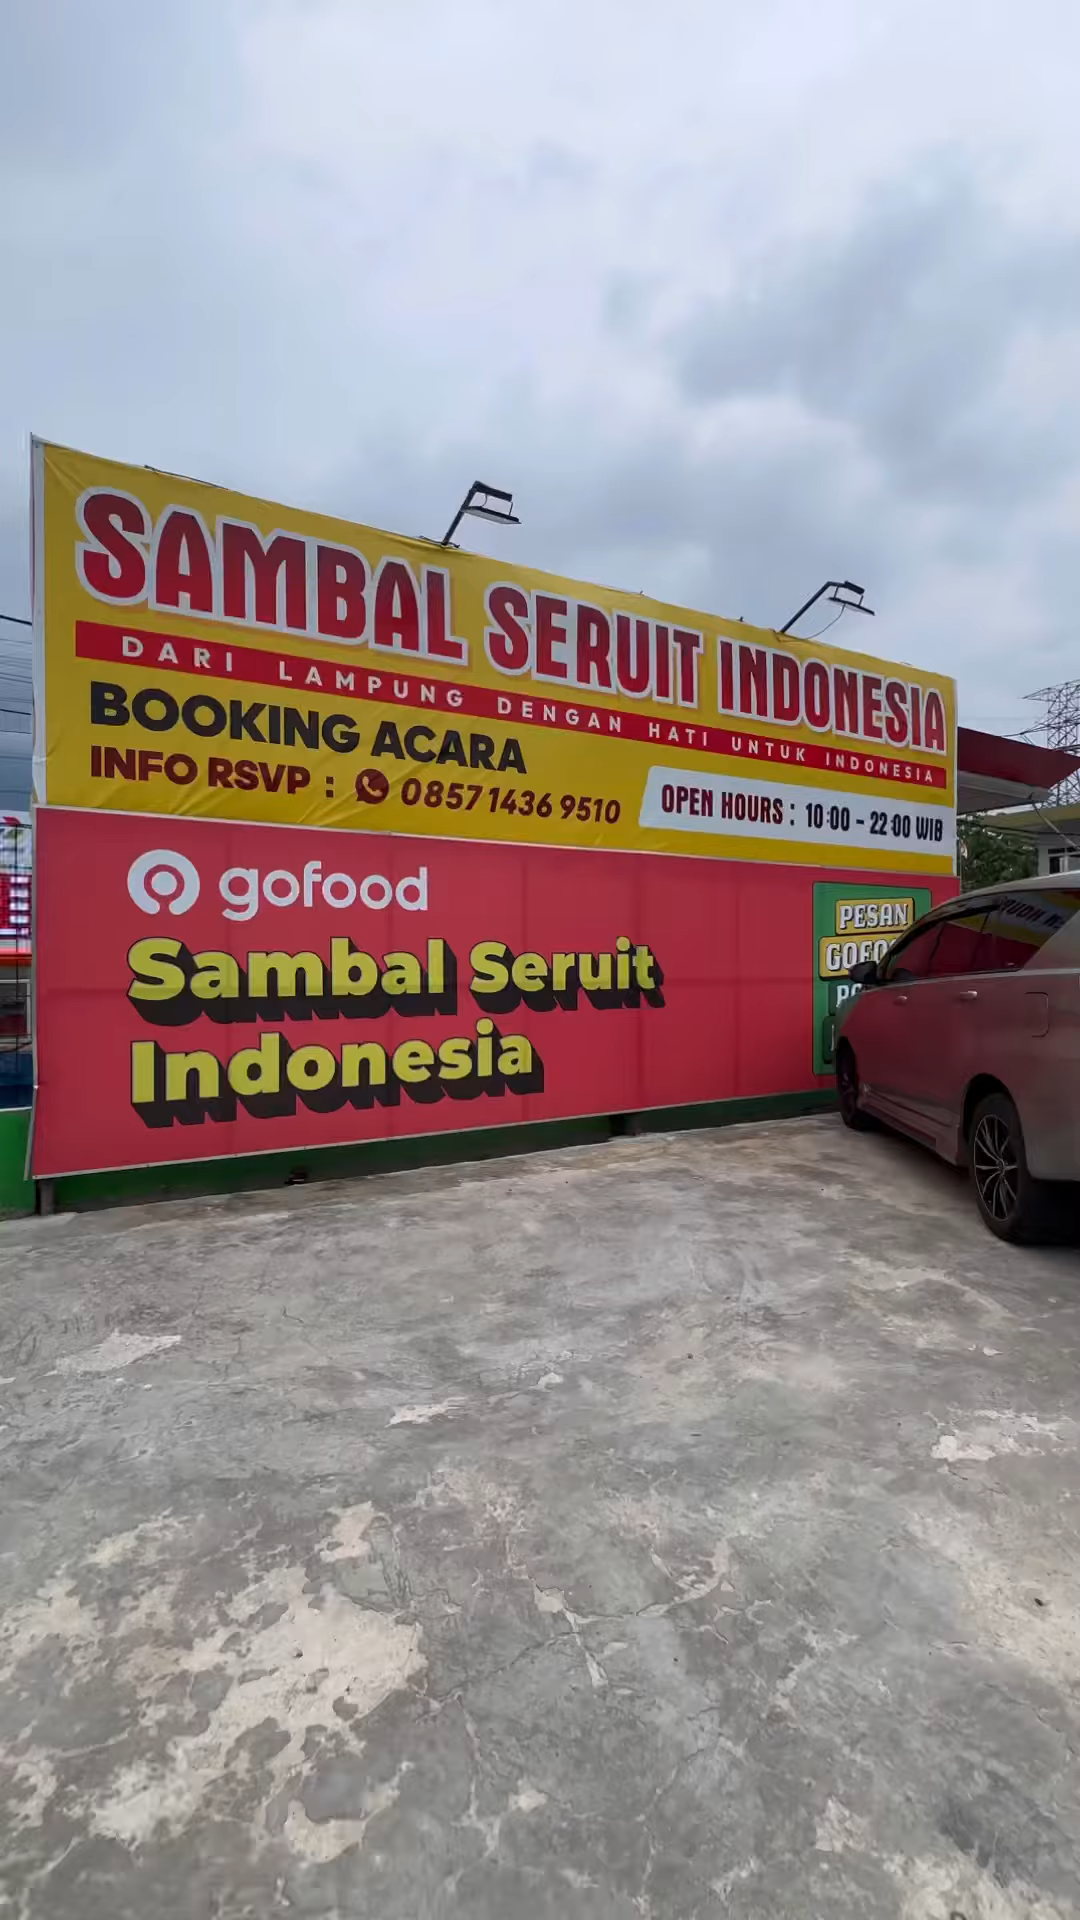 SAMBAL SERUIT INDONESIA
DARI LAMPUNG DENGAN HATI UNTUK INDONESIA
BOOKING ACARA
INFO RSVP : 0857 1436 9510
OPEN HOURS : 10:00 - 22:00 WIB
gofood
Sambal Seruit
Indonesia
PESAN